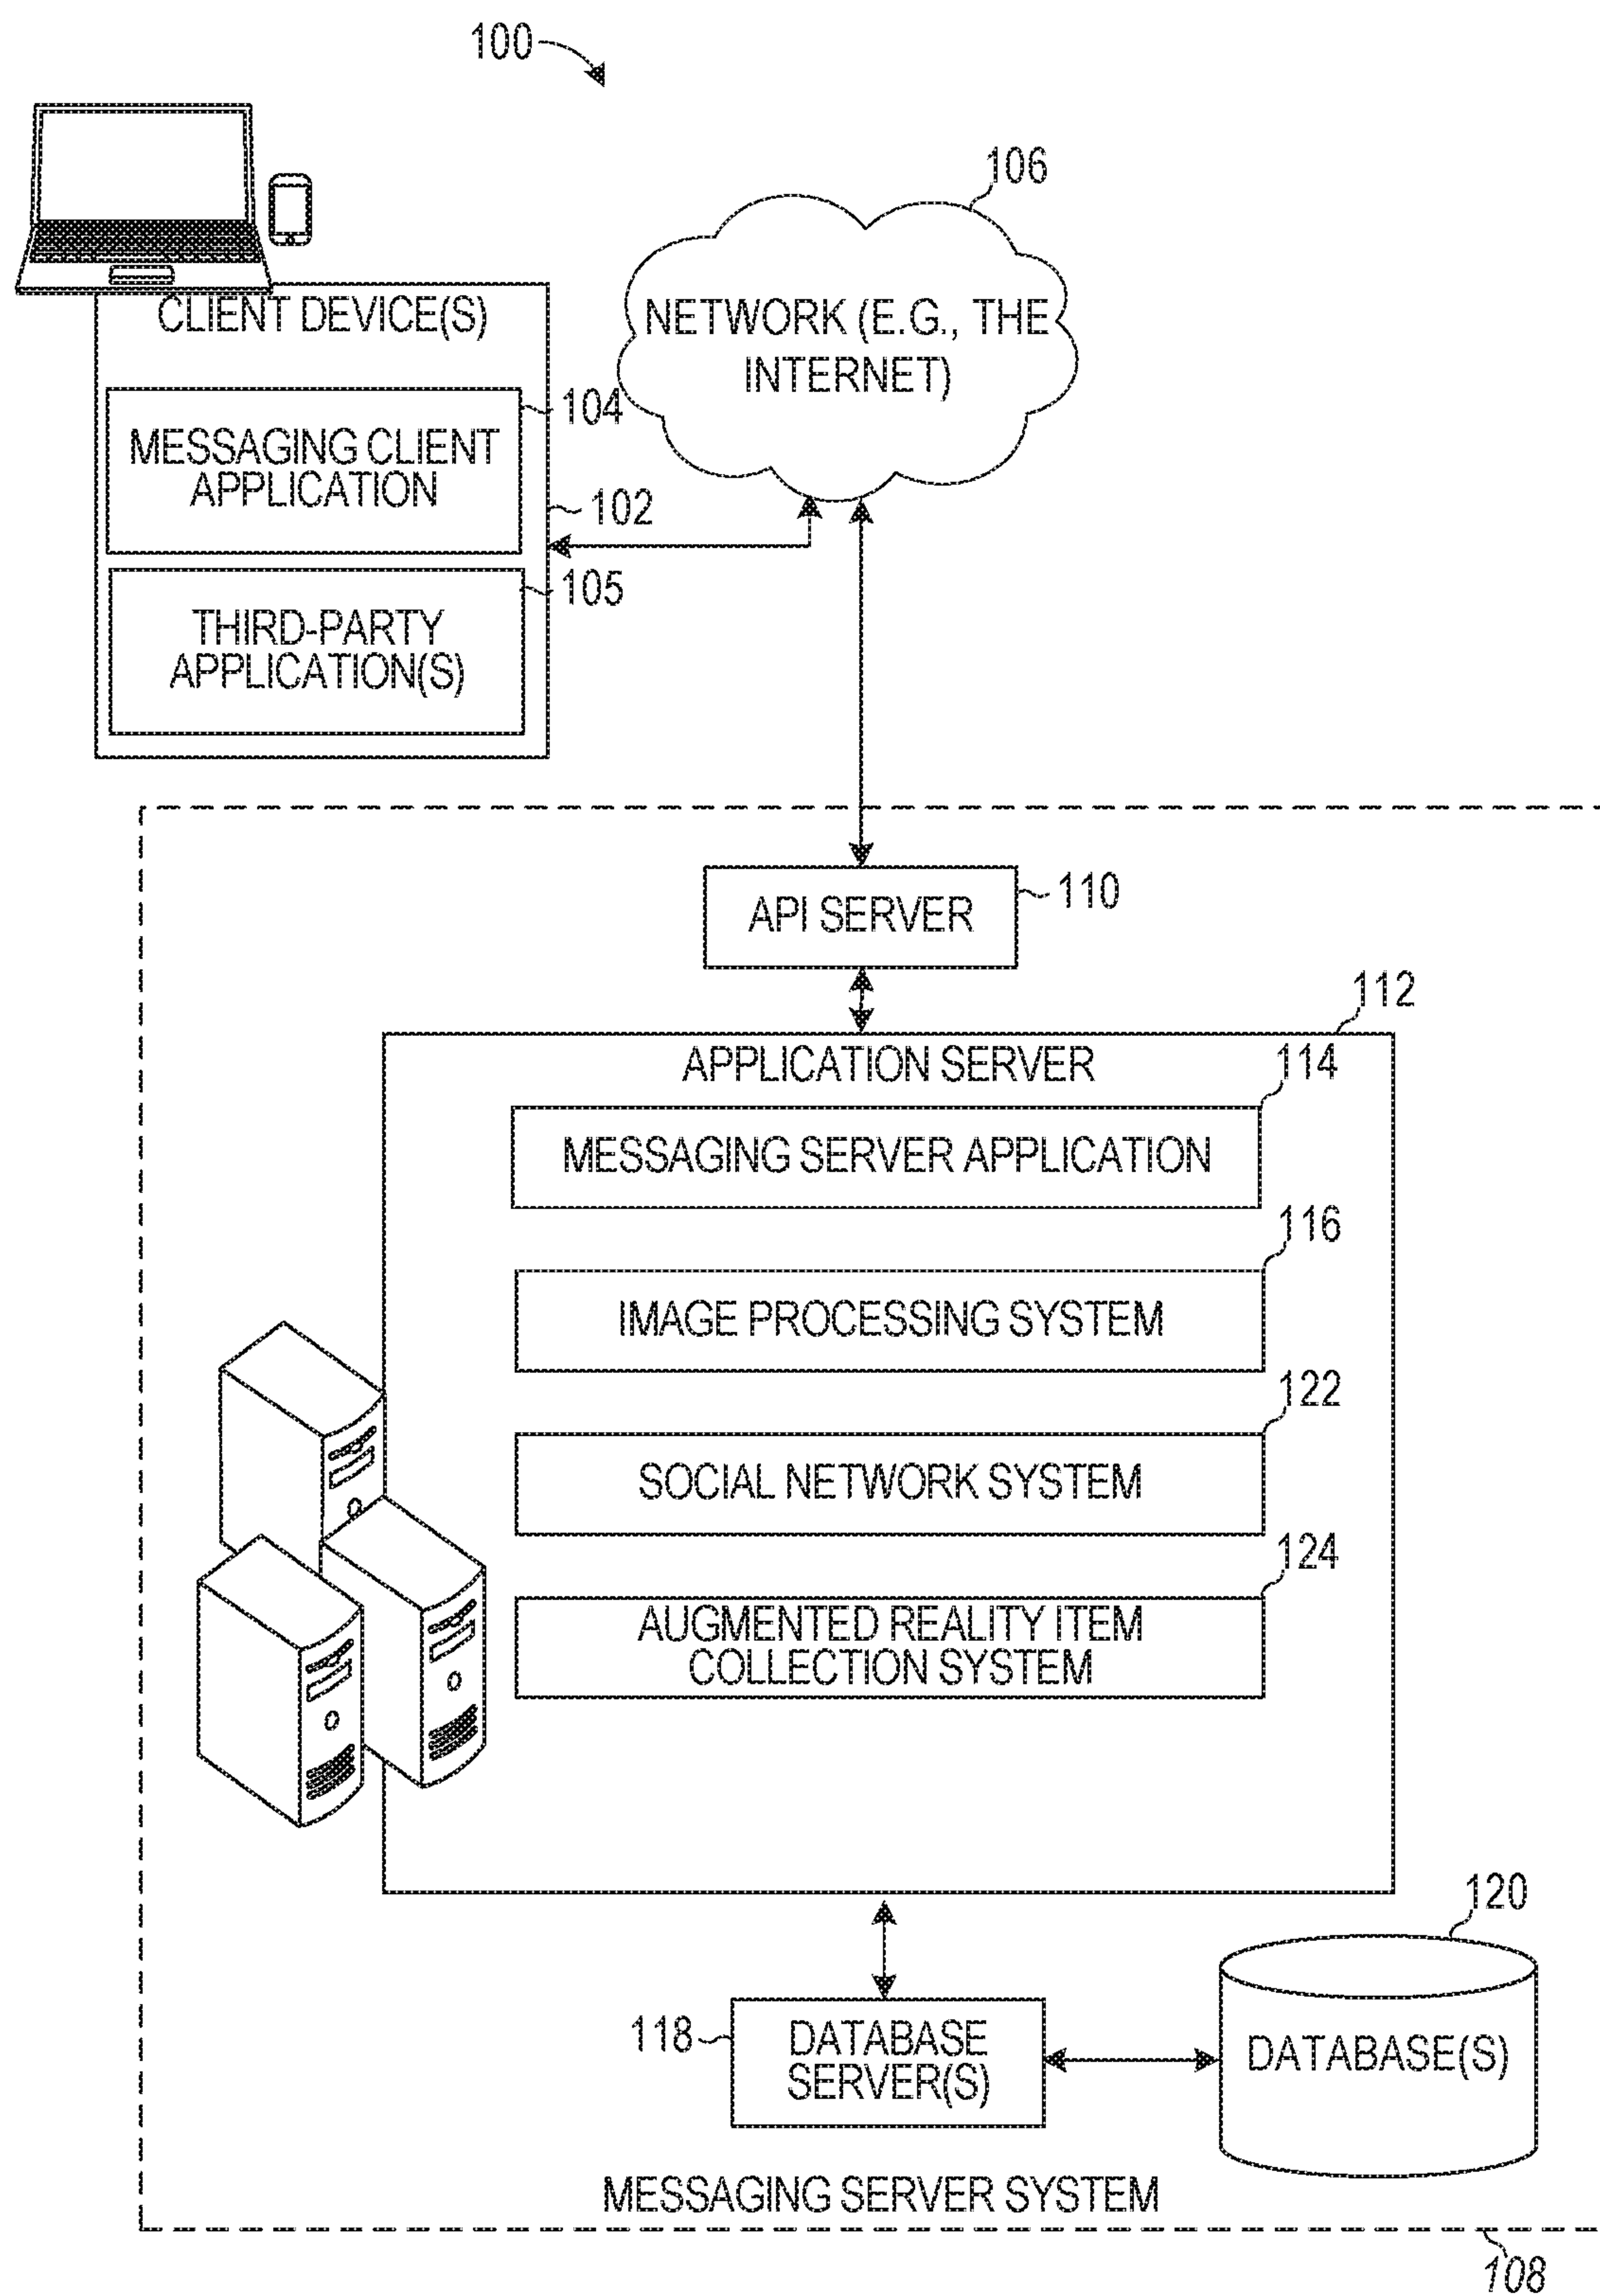 100
106
CLIENT DEVICE(S)
NETWORK (E.G., THE
INTERNET)
104
MESSAGING CLIENT
APPLICATION
102
105
THIRD-PARTY
APPLICATION(S)
API SERVER
110
112
APPLICATION SERVER
114
MESSAGING SERVER APPLICATION
116
IMAGE PROCESSING SYSTEM
122
SOCIAL NETWORK SYSTEM
124
AUGMENTED REALITY ITEM
COLLECTION SYSTEM
120
118
DATABASE
SERVER(S)
DATABASE(S)
MESSAGING SERVER SYSTEM
108